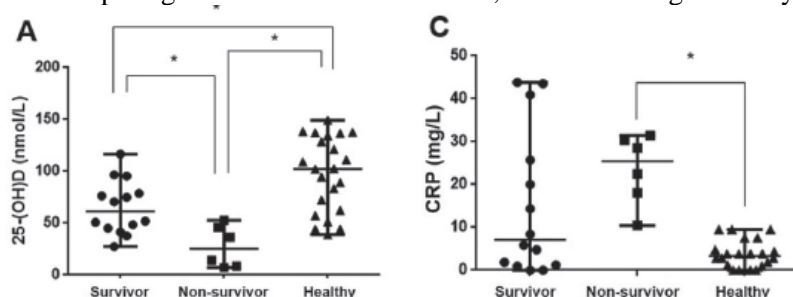 A
*
*
*
25-(OH)D (nmol/L)
200
150
100
50
0
Survivor Non-survivor Healthy
C
*
CRP (mg/L)
50
40
30
20
10
0
Survivor Non-survivor Healthy